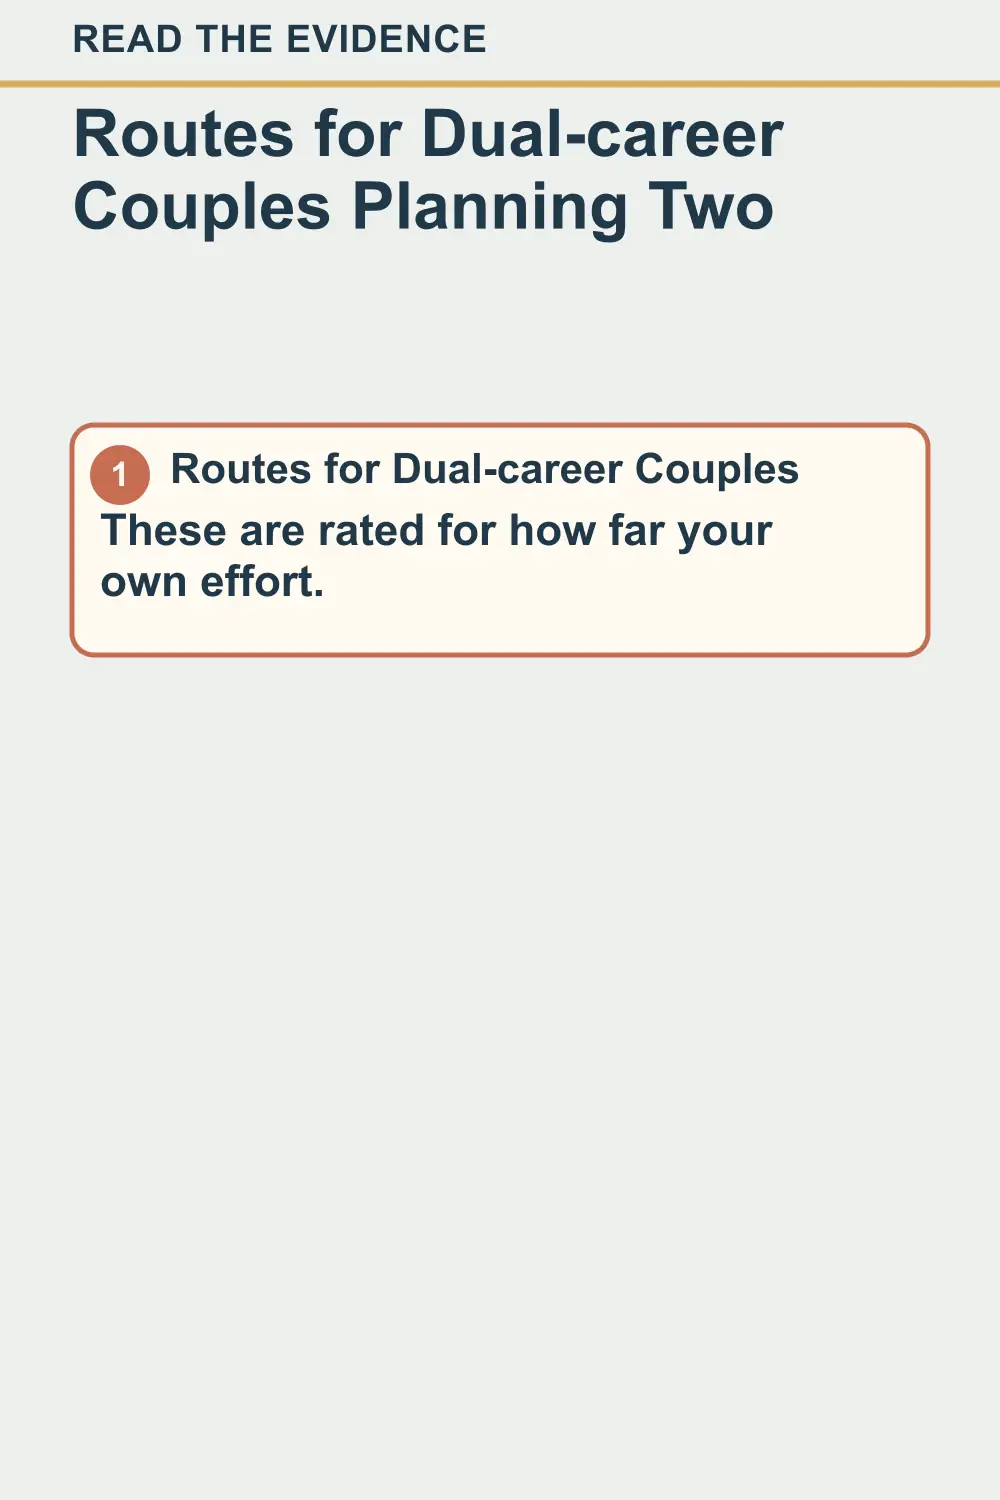 READ THE EVIDENCE
Routes for Dual-career
Couples Planning Two
1 Routes for Dual-career Couples
These are rated for how far your
own effort.